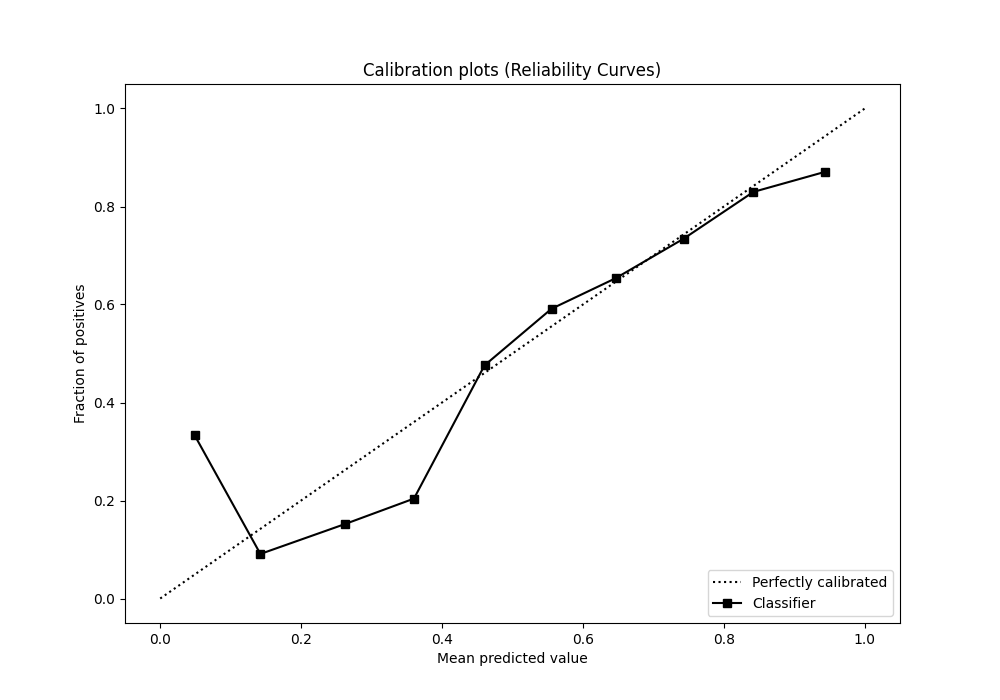 Calibration plots (Reliability Curves)
1.0
0.8
0.6
0.4
0.2
0.0
Fraction of positives
0.0 0.2 0.4 0.6 0.8 1.0
Mean predicted value
Perfectly calibrated
Classifier